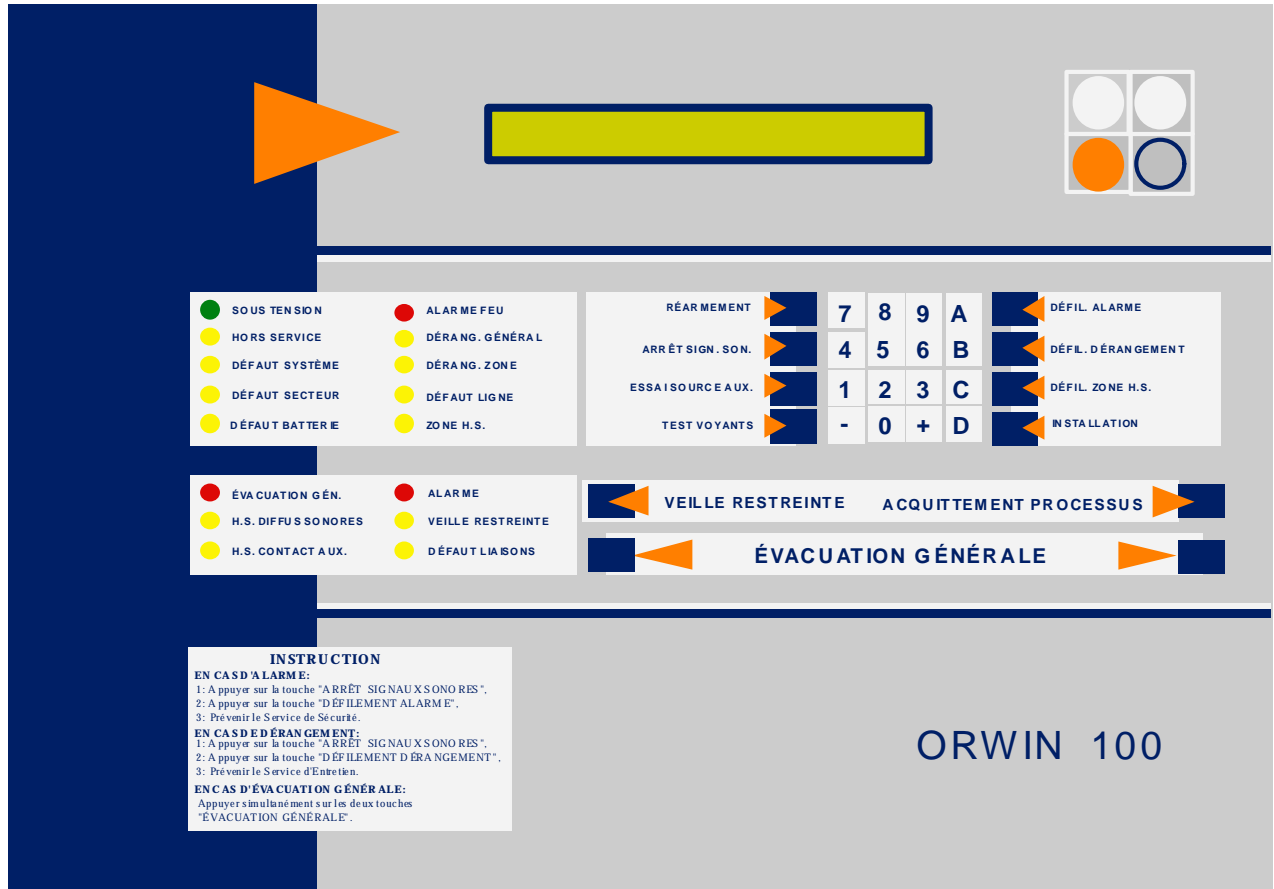 SOUS TENSION
HORS SERVICE
DÉFAUT SYSTÈME
DÉFAUT SECTEUR
DÉFAUT BATTERIE
ALARME FEU
DÉRANG. GÉNÉRAL
DÉRANG. ZONE
DÉFAUT LIGNE
ZONE H.S.
RÉARMEMENT
ARRÊT SIGN. SON.
ESSAI SOURCE AUX.
TEST VOYANTS
7 8 9 A
4 5 6 B
1 2 3 C
- 0 + D
DÉFIL. ALARME
DÉFIL. DÉRANGEMENT
DÉFIL. ZONE H.S.
INSTALLATION
ÉVACUATION GÉN.
H.S. DIFFUS SONORES
H.S. CONTACT AUX.
ALARME
VEILLE RESTREINTE
DÉFAUT LIAISONS
VEILLE RESTREINTE
ACQUITTEMENT PROCESSUS
ÉVACUATION GÉNÉRALE
INSTRUCTION
EN CAS D'ALARME:
1: Appuyer sur la touche "ARRÊT SIGNAUX SONORES",
2: Appuyer sur la touche "DÉFILEMENT ALARME",
3: Prévenir le Service de Sécurité.
EN CAS DE DÉRANGEMENT:
1: Appuyer sur la touche "ARRÊT SIGNAUX SONORES",
2: Appuyer sur la touche "DÉFILEMENT DÉRANGEMENT",
3: Prévenir le Service d'Entretien.
EN CAS D'ÉVACUATION GÉNÉRALE:
Appuyer simultanément sur les deux touches
"ÉVACUATION GÉNÉRALE".
ORWIN 100